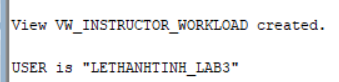 View VW_INSTRUCTOR_WORKLOAD created.
USER is "LETHANHTINH_LAB3"